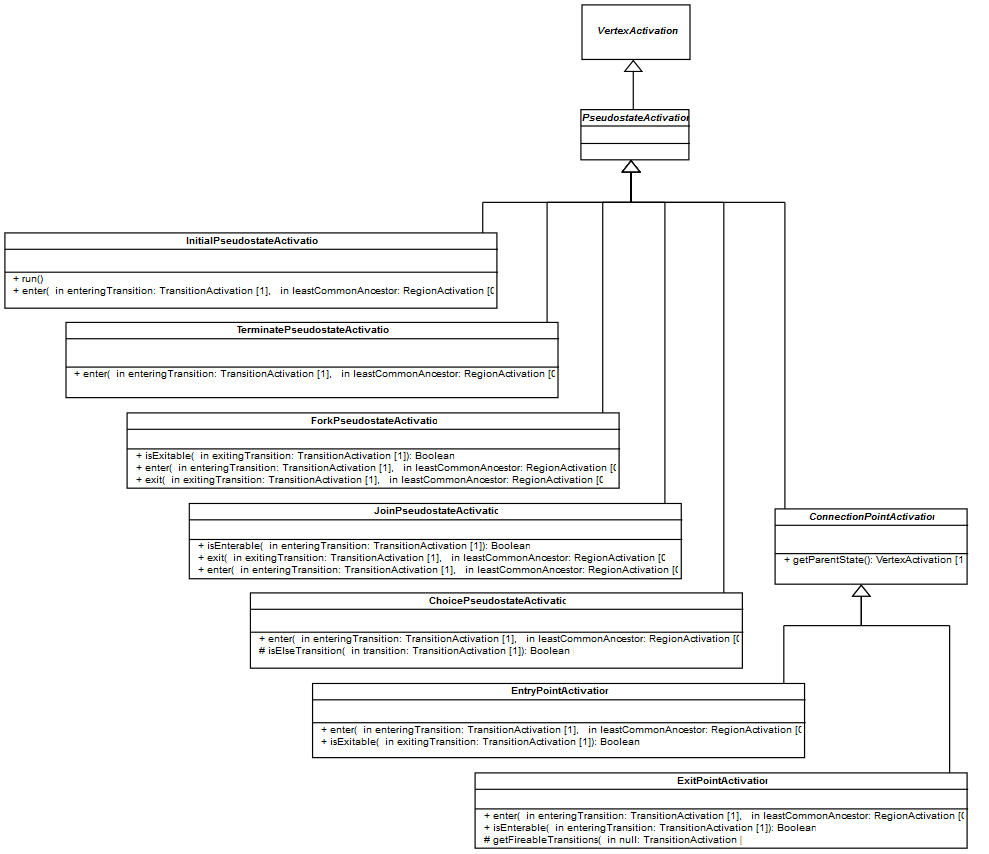 VertexActivation
PseudostateActivation
InitialPseudostateActivatio
+ run()
+ enter( in enteringTransition: TransitionActivation [1], in leastCommonAncestor: RegionActivation [0
TerminatePseudostateActivatio
+ enter( in enteringTransition: TransitionActivation [1], in leastCommonAncestor: RegionActivation [0
ForkPseudostateActivatio
+ isExitable( in exitingTransition: TransitionActivation [1]): Boolean
+ enter( in enteringTransition: TransitionActivation [1], in leastCommonAncestor: RegionActivation [0
+ exit( in exitingTransition: TransitionActivation [1], in leastCommonAncestor: RegionActivation [0
JoinPseudostateActivatio
+ isEnterable( in enteringTransition: TransitionActivation [1]): Boolean
+ exit( in exitingTransition: TransitionActivation [1], in leastCommonAncestor: RegionActivation [0
+ enter( in enteringTransition: TransitionActivation [1], in leastCommonAncestor: RegionActivation [0
ConnectionPointActivation
+ getParentState(): VertexActivation [1
ChoicePseudostateActivatio
+ enter( in enteringTransition: TransitionActivation [1], in leastCommonAncestor: RegionActivation [0
# isElseTransition( in transition: TransitionActivation [1]): Boolean
EntryPointActivation
+ enter( in enteringTransition: TransitionActivation [1], in leastCommonAncestor: RegionActivation [0
+ isExitable( in exitingTransition: TransitionActivation [1]): Boolean
ExitPointActivation
+ enter( in enteringTransition: TransitionActivation [1], in leastCommonAncestor: RegionActivation [0
+ isEnterable( in enteringTransition: TransitionActivation [1]): Boolean
# getFireableTransitions( in null: TransitionActivation [